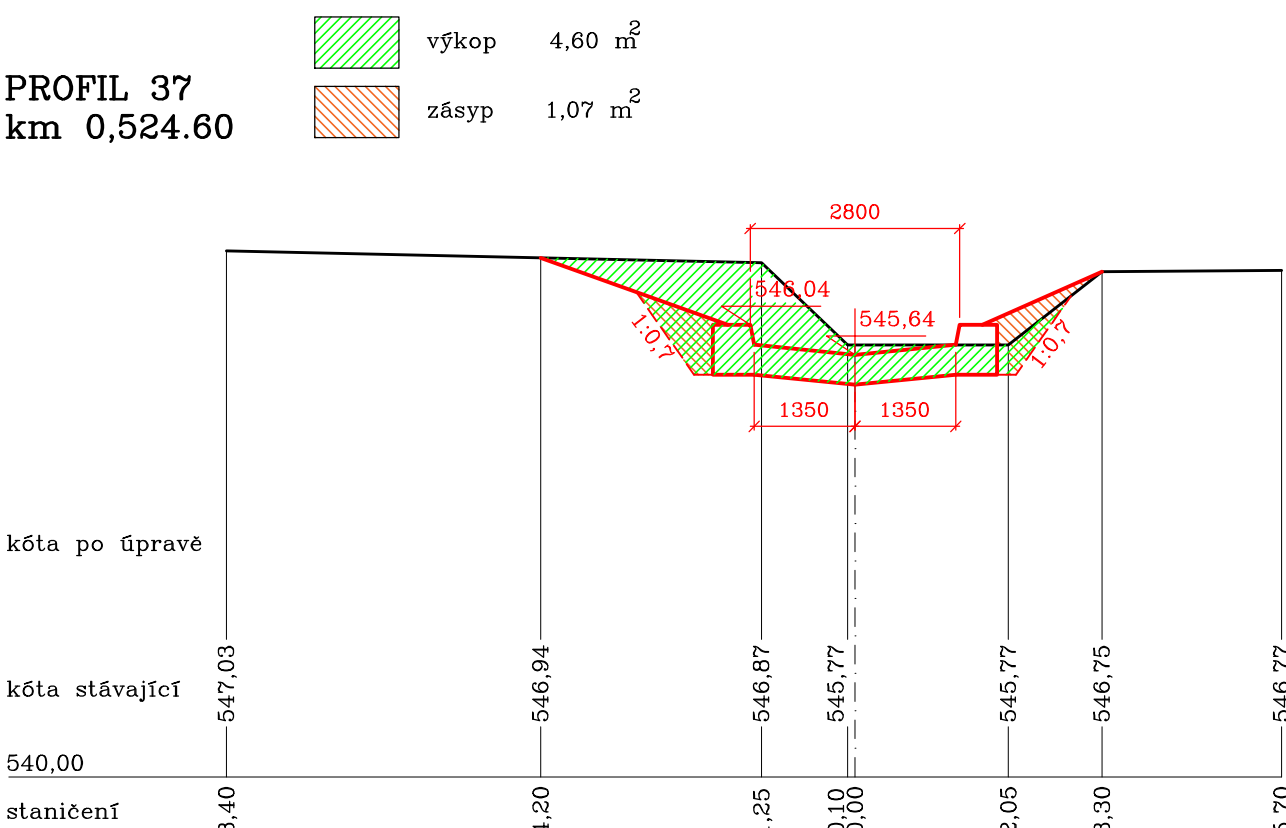 výkop 4,60 m²
PROFIL 37
km 0,524.60
zásyp 1,07 m²
2800
546,04
545,64
1:0,7
1:0,7
1350
1350
kóta po úpravě
kóta stávající
547,03
546,94
546,87
545,77
545,77
546,75
546,77
540,00
staničení